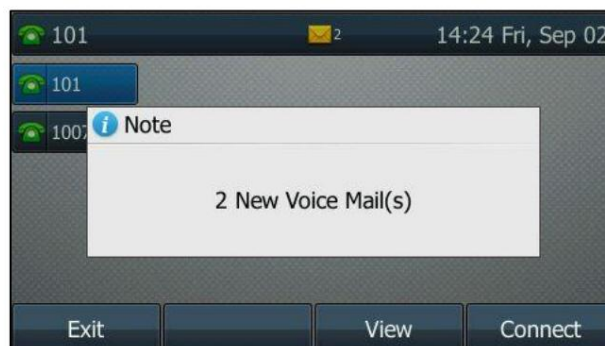 101 2 14:24 Fri, Sep 02
101
1007
Note
2 New Voice Mail(s)
Exit View Connect